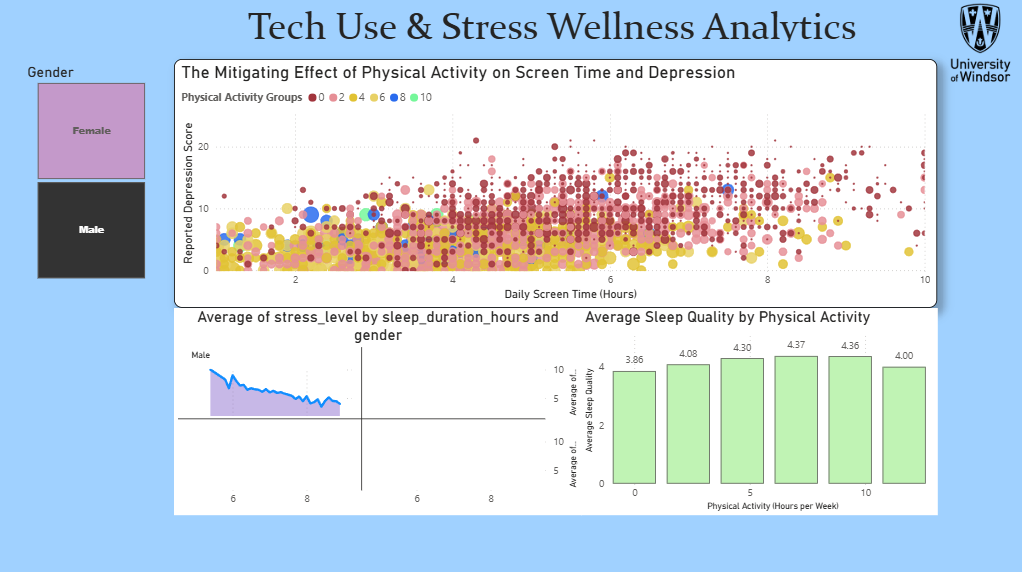 Tech Use & Stress Wellness Analytics
University
of Windsor
Gender
Female
Male
The Mitigating Effect of Physical Activity on Screen Time and Depression
Physical Activity Groups 0 2 4 6 8 10
Reported Depression Score
20
10
0
2 4 6 8 10
Daily Screen Time (Hours)
Average of stress_level by sleep_duration_hours and
gender
Male
10
5
Average of...
10
5
Average of...
6 8 6 8
Average Sleep Quality by Physical Activity
Average Sleep Quality
4
2
0
3.86 4.08 4.30 4.37 4.36 4.00
0 5 10
Physical Activity (Hours per Week)